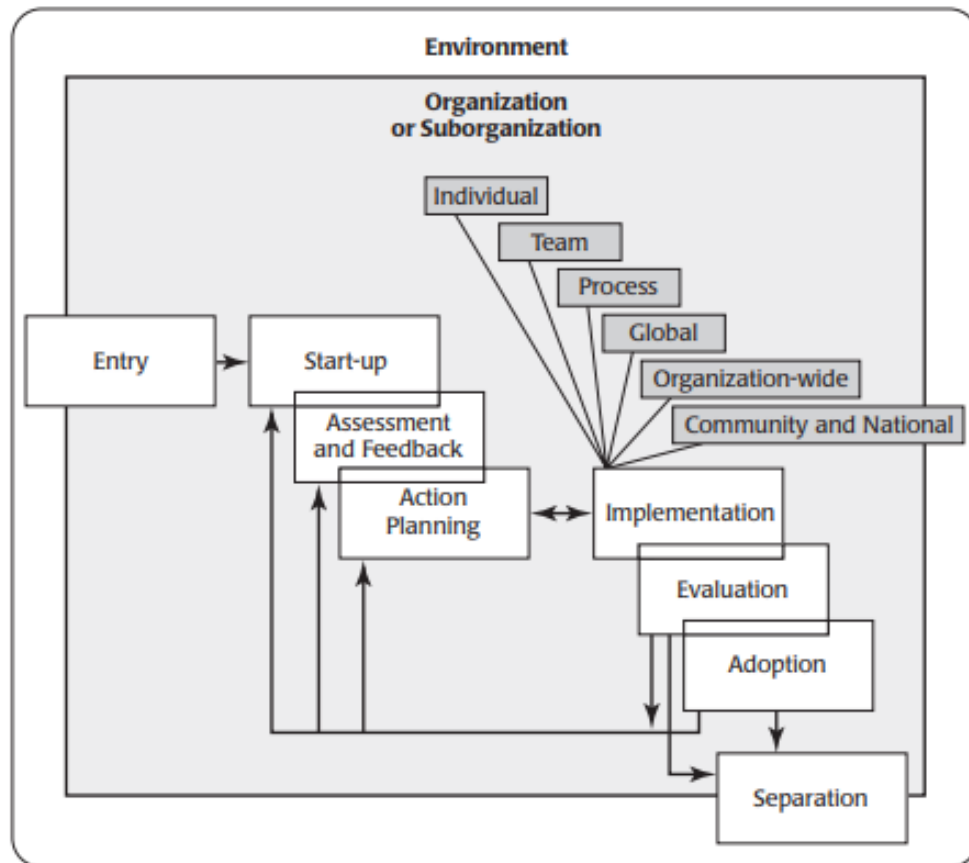 Environment
Organization
or Suborganization
Individual
Team
Process
Global
Organization-wide
Community and National
Entry
Start-up
Assessment
and Feedback
Action
Planning
Implementation
Evaluation
Adoption
Separation